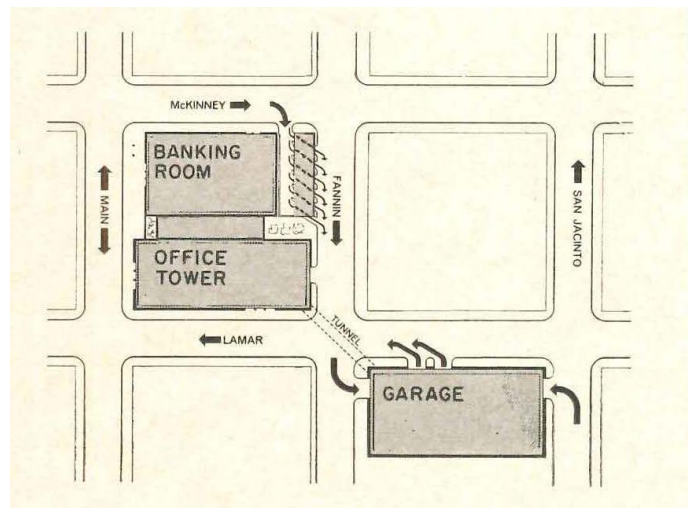 McKINNEY
BANKING
ROOM
MAIN
FANNIN
SAN JACINTO
OFFICE
TOWER
TUNNEL
LAMAR
GARAGE